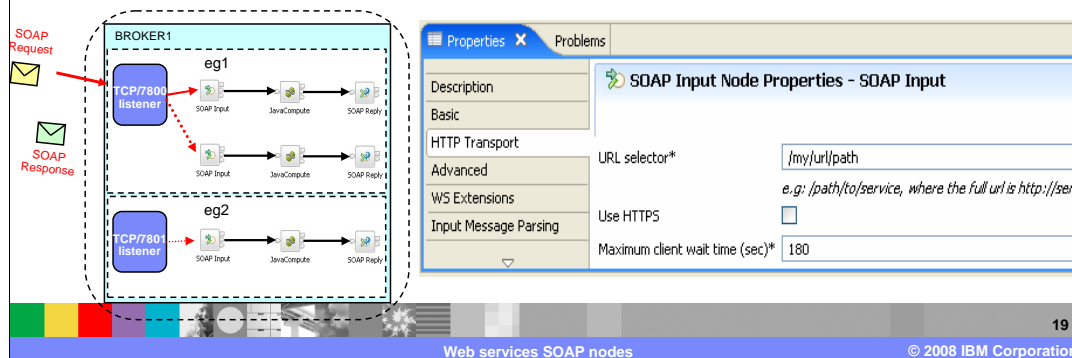 SOAP
Request
SOAP
Response
BROKER1
eg1
TCP/7800
listener
SOAP Input
JavaCompute
SOAP Reply
SOAP Input
JavaCompute
SOAP Reply
eg2
TCP/7801
listener
SOAP Input
JavaCompute
SOAP Reply
Properties
Problems
Description
Basic
HTTP Transport
Advanced
WS Extensions
Input Message Parsing
SOAP Input Node Properties - SOAP Input
URL selector* /my/url/path
e.g: /path/to/service, where the full url is http://ser
Use HTTPS
Maximum client wait time (sec)* 180
19
Web services SOAP nodes
© 2008 IBM Corporation